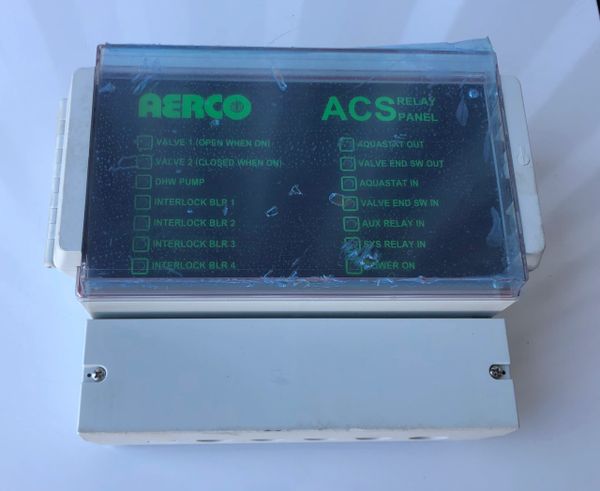 AERCO
VALVE 1 (OPEN WHEN ON)
VALVE 2 (CLOSED WHEN ON)
DHW PUMP
INTERLOCK BLR 1
INTERLOCK BLR 2
INTERLOCK BLR 3
INTERLOCK BLR 4
ACS RELAY PANEL
AQUASTAT OUT
VALVE END SW OUT
AQUASTAT IN
VALVE END SW IN
AUX RELAY IN
SYS RELAY IN
POWER ON